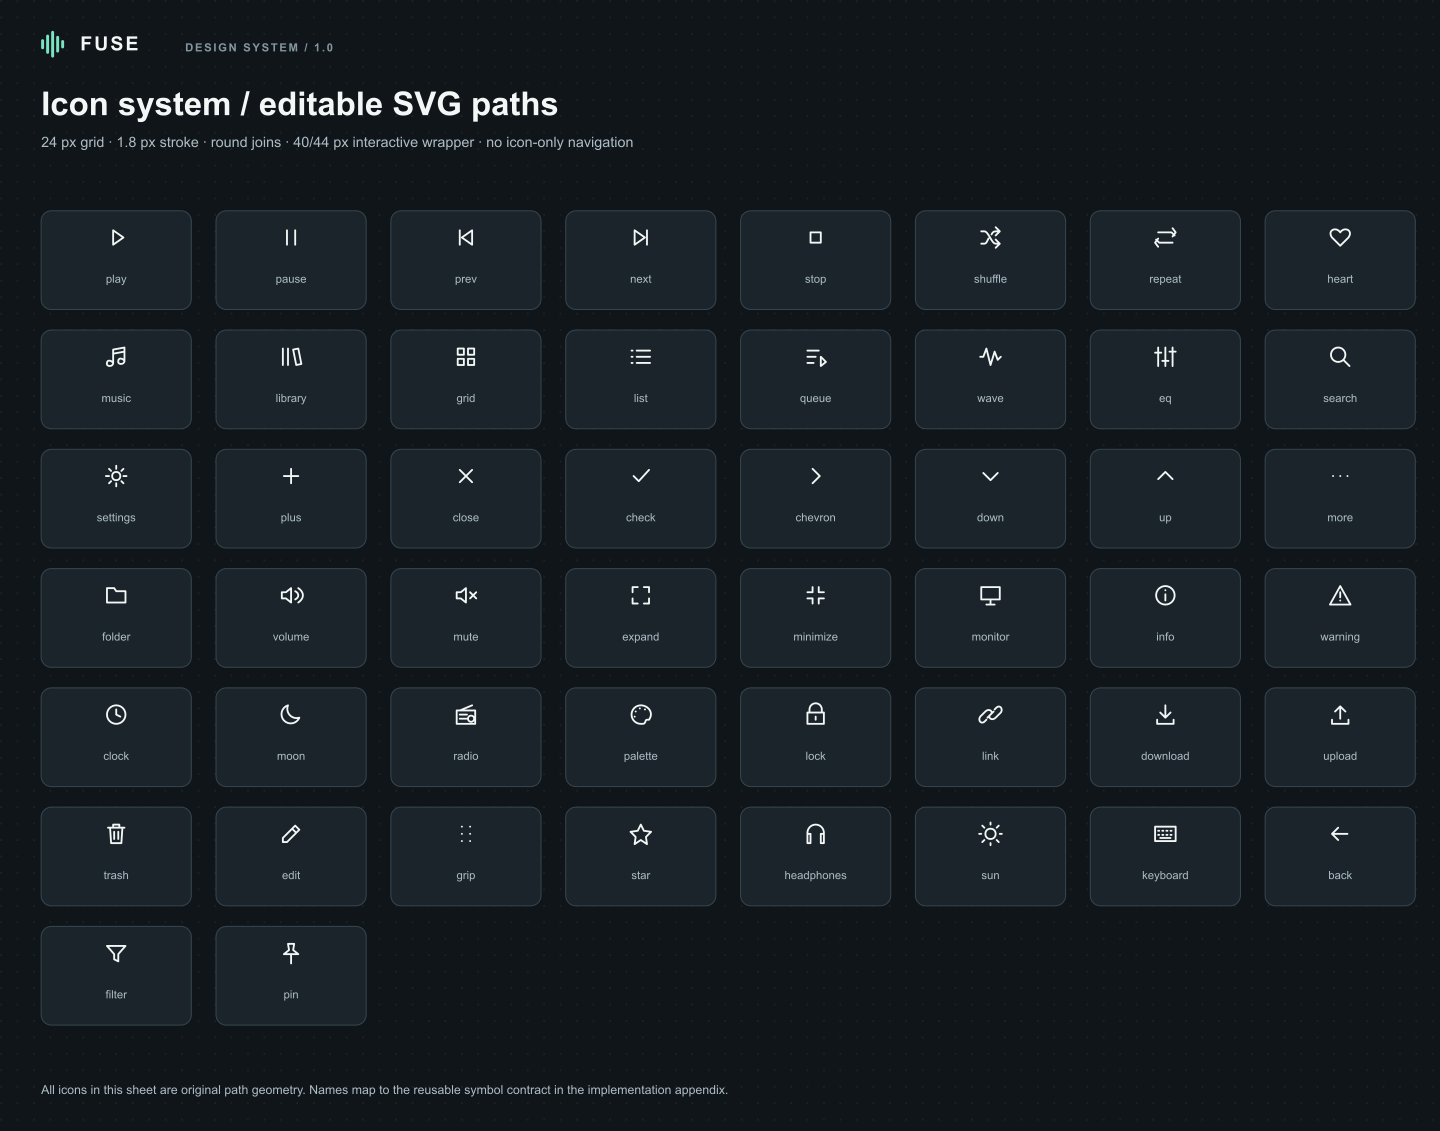 FUSE
DESIGN SYSTEM / 1.0
Icon system / editable SVG paths
24 px grid · 1.8 px stroke · round joins · 40/44 px interactive wrapper · no icon-only navigation
play
pause
prev
next
stop
shuffle
repeat
heart
music
library
grid
list
queue
wave
eq
search
settings
plus
close
check
chevron
down
up
more
folder
volume
mute
expand
minimize
monitor
info
warning
clock
moon
radio
palette
lock
link
download
upload
trash
edit
grip
star
headphones
sun
keyboard
back
filter
pin
All icons in this sheet are original path geometry. Names map to the reusable symbol contract in the implementation appendix.